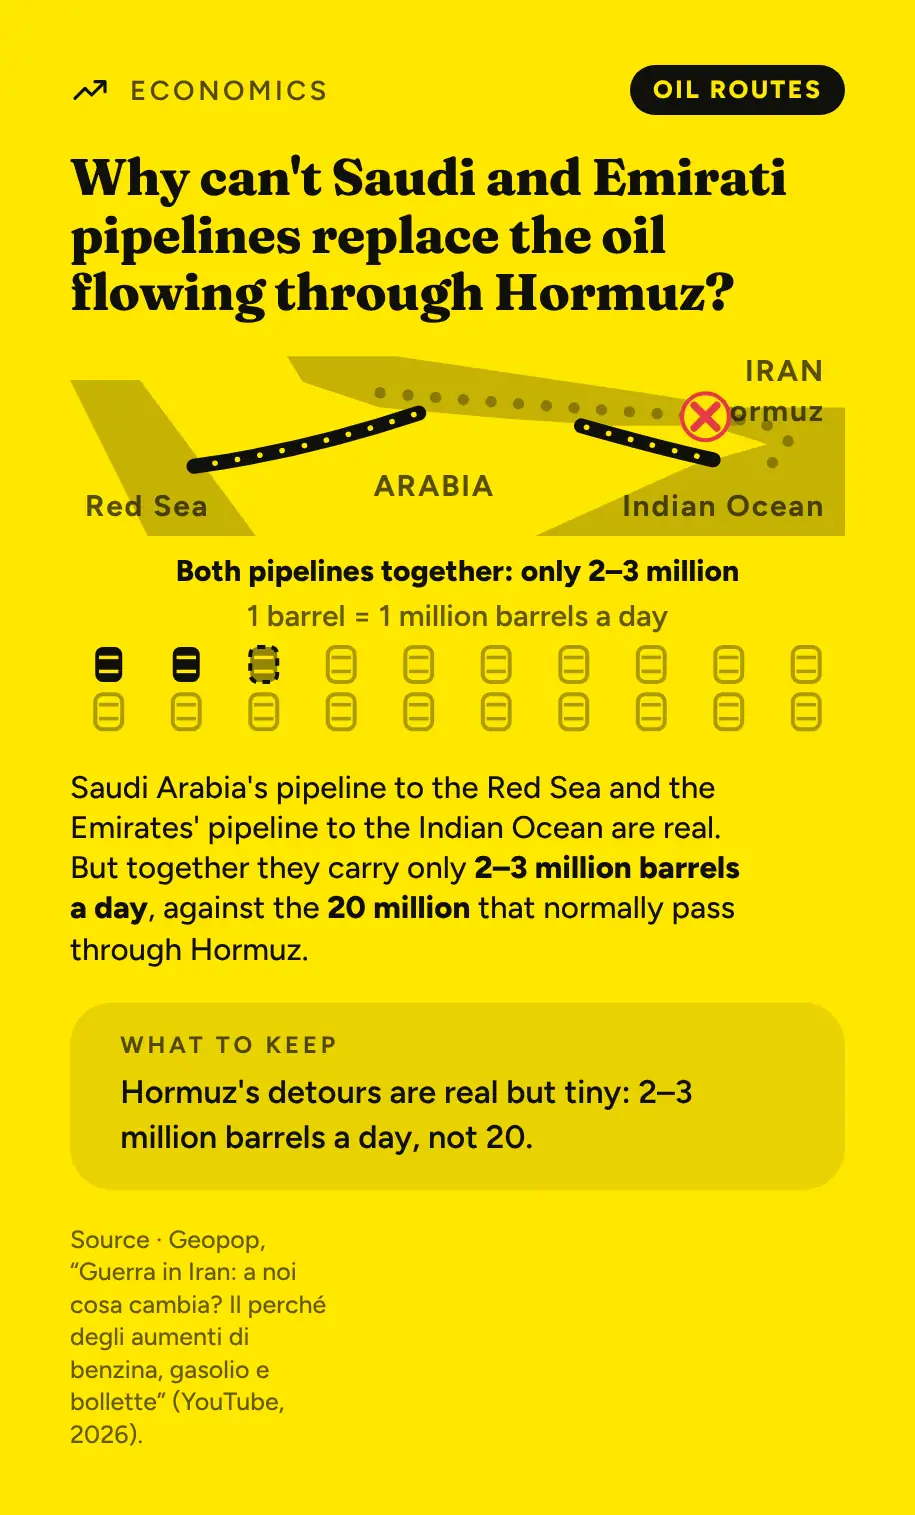 ECONOMICS
OIL ROUTES
Why can't Saudi and Emirati
pipelines replace the oil
flowing through Hormuz?
IRAN
ormuz
ARABIA
Red Sea
Indian Ocean
Both pipelines together: only 2–3 million
1 barrel = 1 million barrels a day
Saudi Arabia's pipeline to the Red Sea and the
Emirates' pipeline to the Indian Ocean are real.
But together they carry only 2–3 million barrels
a day, against the 20 million that normally pass
through Hormuz.
WHAT TO KEEP
Hormuz's detours are real but tiny: 2–3
million barrels a day, not 20.
Source · Geopop,
“Guerra in Iran: a noi
cosa cambia? Il perché
degli aumenti di
benzina, gasolio e
bollette” (YouTube,
2026).